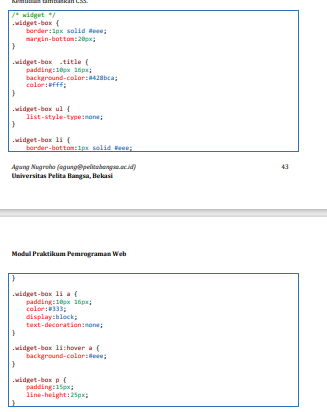 Kemudian tambahkan CSS.
/* widget */
.widget-box {
border:1px solid #eee;
margin-bottom:20px;
}
.widget-box .title {
padding:10px 16px;
background-color:#428bca;
color:#fff;
}
.widget-box ul {
list-style-type:none;
}
.widget-box li {
border-bottom:1px solid #eee;
Agung Nugroho (agung@pelitabangsa.ac.id) 43
Universitas Pelita Bangsa, Bekasi
Modul Praktikum Pemrograman Web
}
.widget-box li a {
padding:10px 16px;
color:#333;
display:block;
text-decoration:none;
}
.widget-box li:hover a {
background-color:#eee;
}
.widget-box p {
padding:15px;
line-height:25px;
}